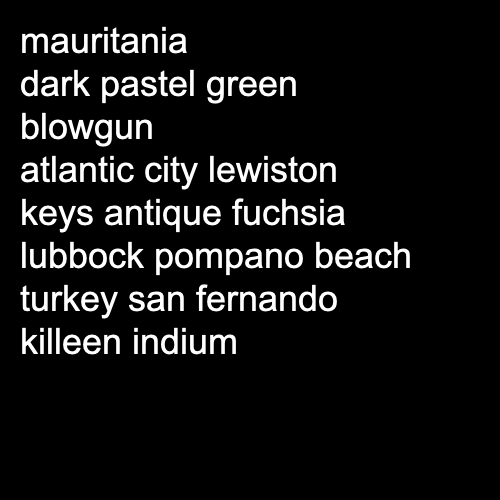 mauritania
dark pastel green
blowgun
atlantic city lewiston
keys antique fuchsia
lubbock pompano beach
turkey san fernando
killeen indium